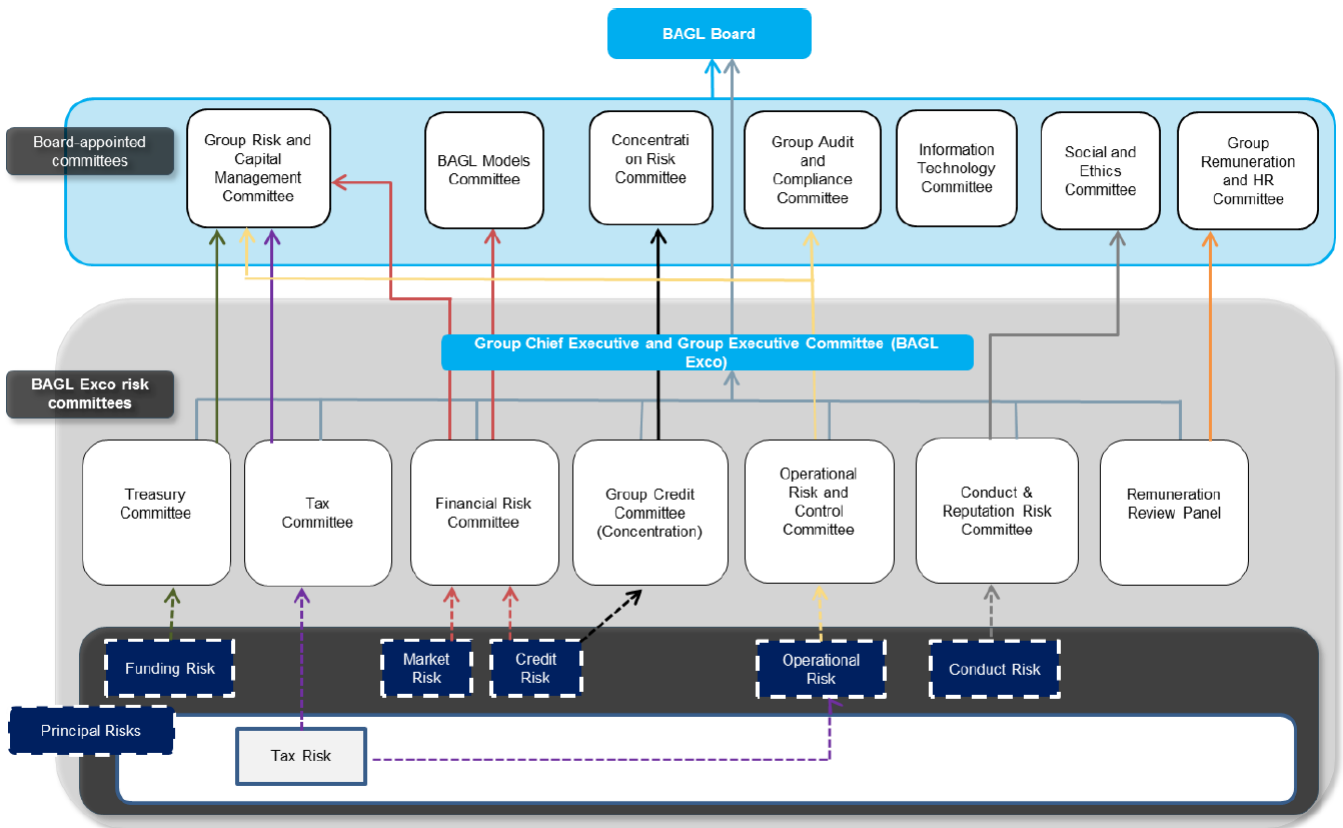 BAGL Board
Board-appointed
committees
Group Risk and
Capital
Management
Committee
BAGL Models
Committee
Concentrati
on Risk
Committee
Group Audit
and
Compliance
Committee
Information
Technology
Committee
Social and
Ethics
Committee
Group
Remuneration
and HR
Committee
Group Chief Executive and Group Executive Committee (BAGL
Exco)
BAGL Exco risk
committees
Treasury
Committee
Tax
Committee
Financial Risk
Committee
Group Credit
Committee
(Concentration)
Operational
Risk and
Control
Committee
Conduct &
Reputation Risk
Committee
Remuneration
Review Panel
Funding Risk
Market
Risk
Credit
Risk
Operational
Risk
Conduct Risk
Principal Risks
Tax Risk